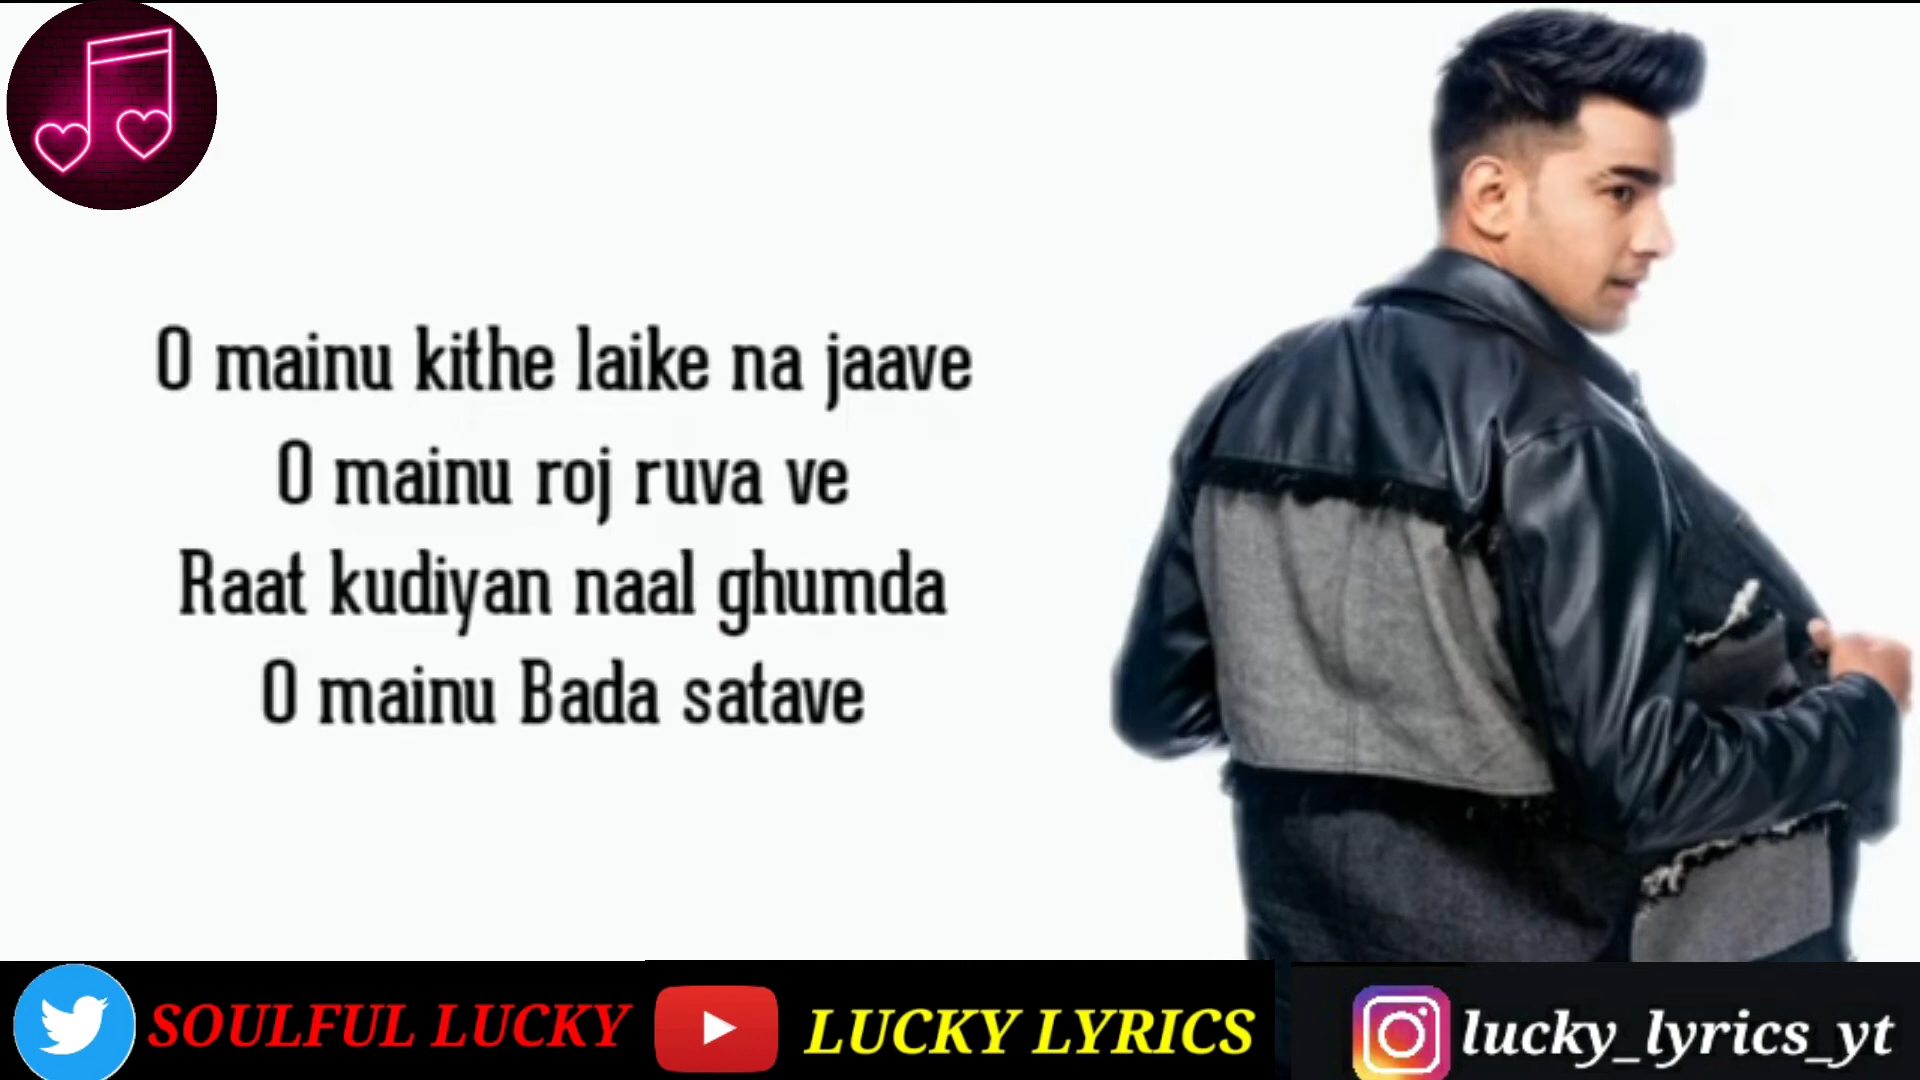 O mainu kithe laike na jaave
O mainu roj ruva ve
Raat kudiyan naal ghumda
O mainu Bada satave
SOULFUL LUCKY
LUCKY LYRICS
lucky_lyrics_yt